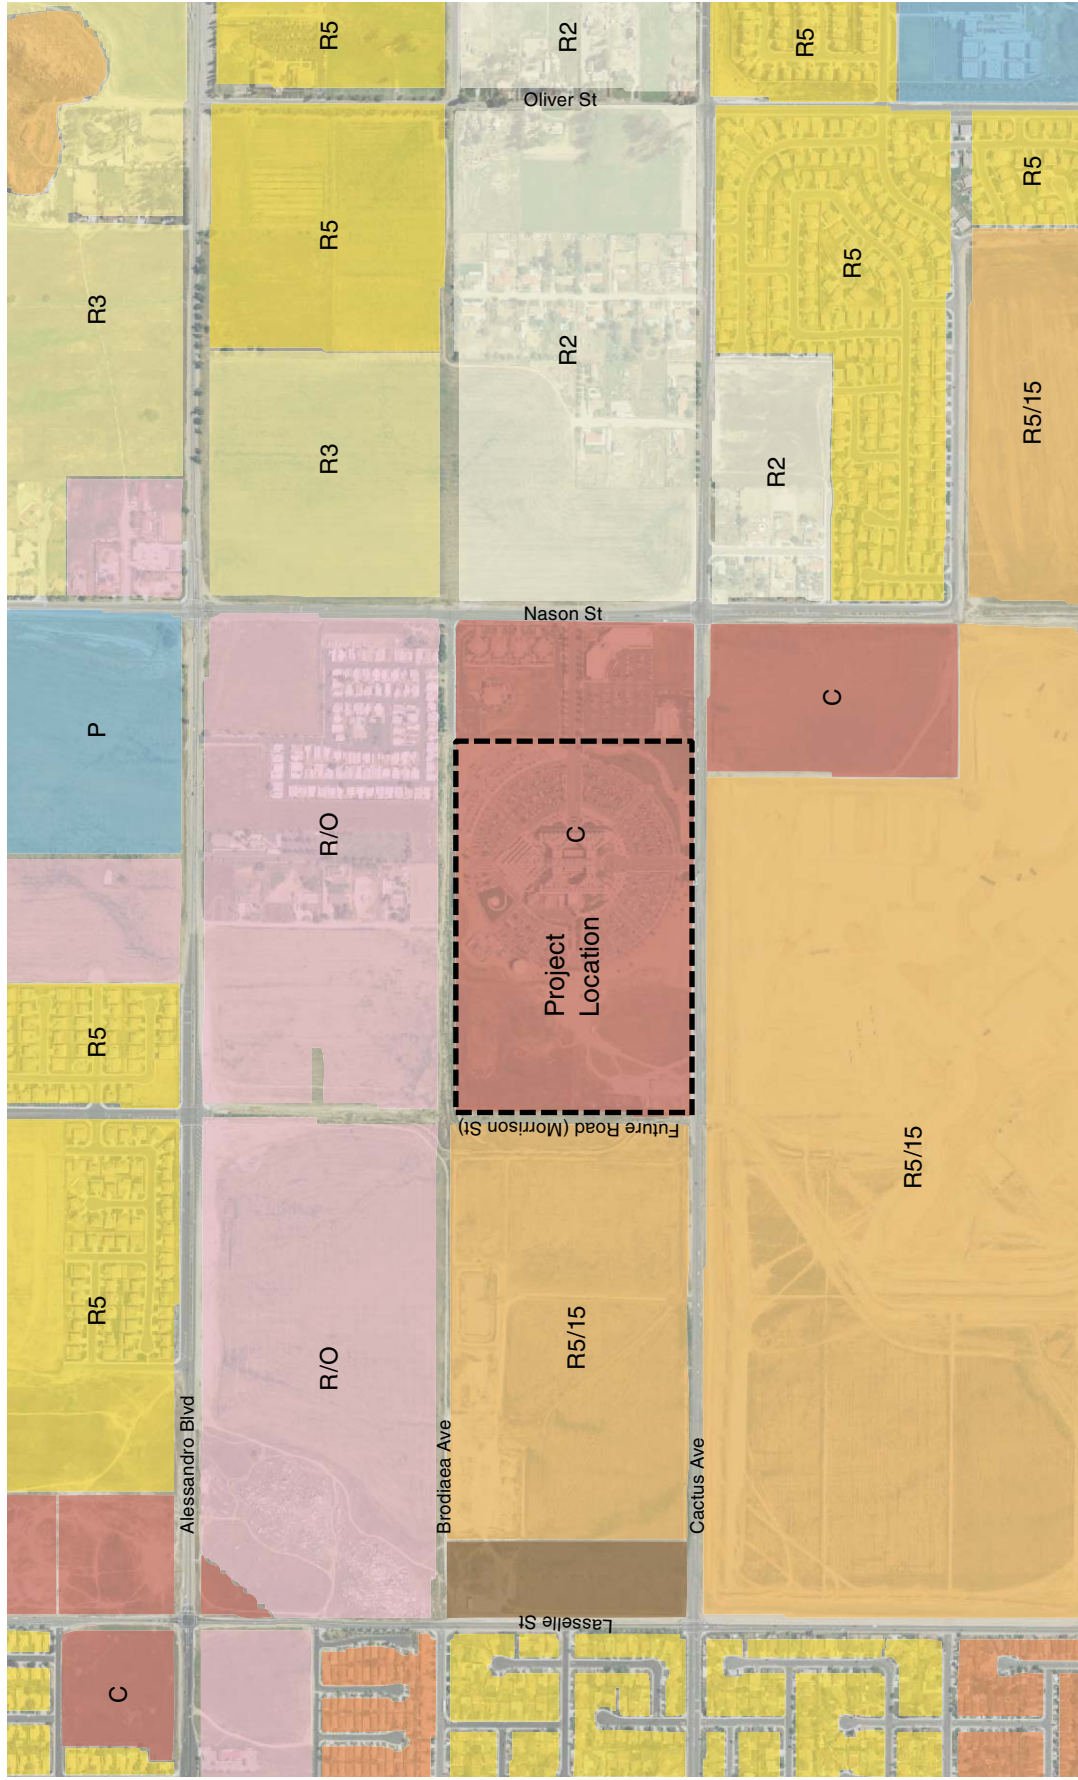 R5
R2
R5
Oliver St
R5
R5
R5
R3
R2
R5/15
R3
R2
Nason St
P
C
R/O
C
Project
Location
R5
Future Road (Morrison St)
R5/15
R5
R/O
R5/15
Alessandro Blvd
Brodiaea Ave
Cactus Ave
Lasselle St
C